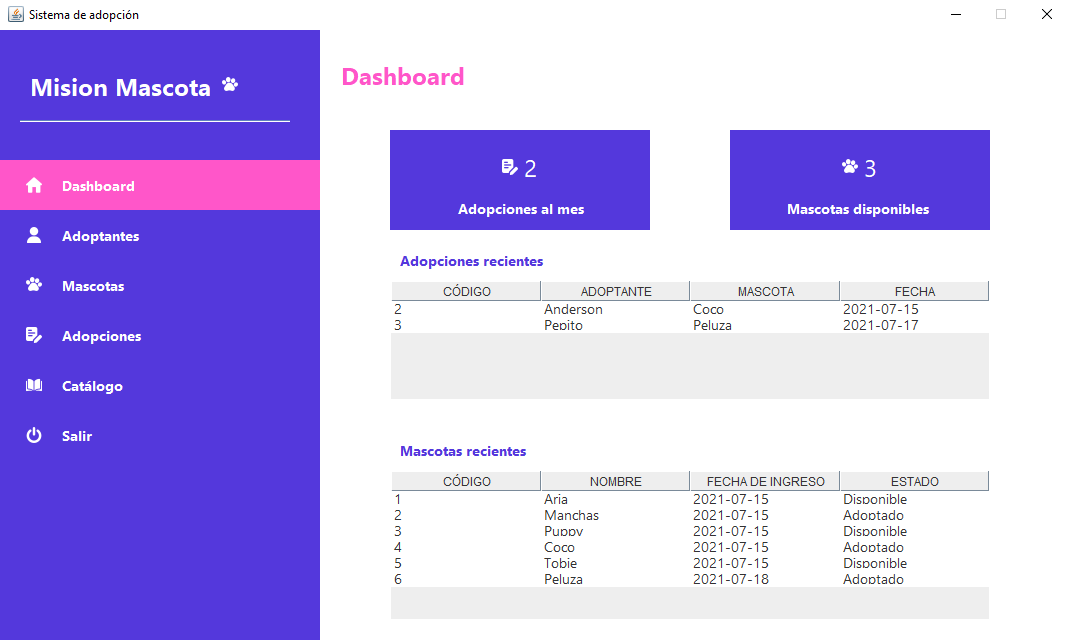 Sistema de adopción
Mision Mascota
Dashboard
Adoptantes
Mascotas
Adopciones
Catálogo
Salir
Dashboard
2
Adopciones al mes
3
Mascotas disponibles
Adopciones recientes
CÓDIGO ADOPTANTE MASCOTA FECHA
2 Anderson Coco 2021-07-15
3 Pepito Peluza 2021-07-17
Mascotas recientes
CÓDIGO NOMBRE FECHA DE INGRESO ESTADO
1 Aria 2021-07-15 Disponible
2 Manchas 2021-07-15 Adoptado
3 Puppy 2021-07-15 Disponible
4 Coco 2021-07-15 Adoptado
5 Tobie 2021-07-15 Disponible
6 Peluza 2021-07-18 Adoptado